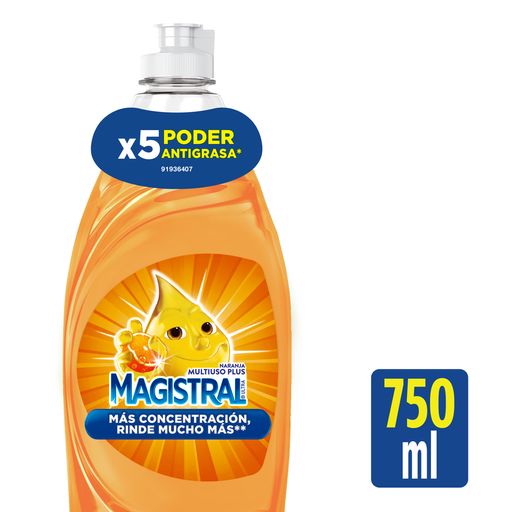 x5 PODER
ANTIGRASA*
91936407
NARANJA
MULTIUSO PLUS
MAGISTRAL
ULTRA
MÁS CONCENTRACIÓN,
RINDE MUCHO MÁS**
750
ml